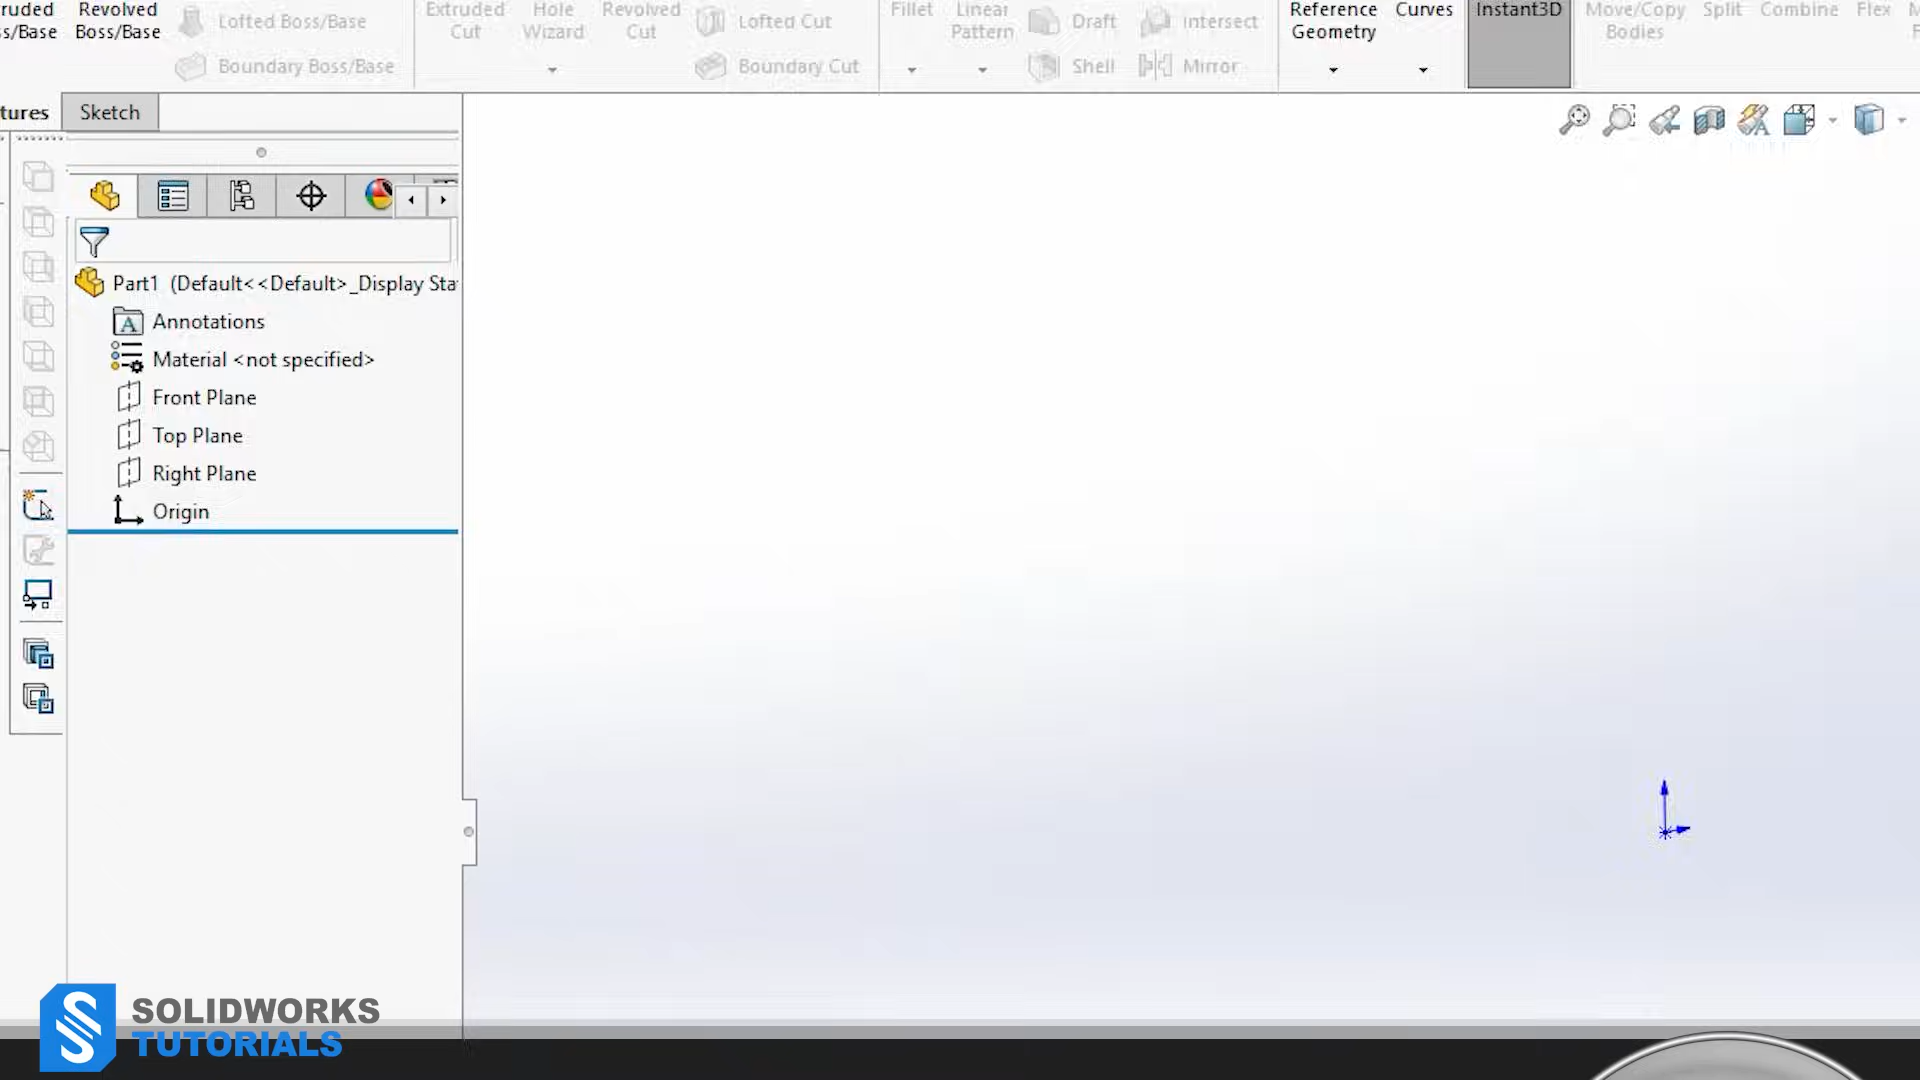 ruded
s/Base
Revolved
Boss/Base
Lofted Boss/Base
Boundary Boss/Base
Extruded
Cut
Hole
Wizard
Revolved
Cut
Lofted Cut
Boundary Cut
Fillet
Linear
Pattern
Draft
Shell
Intersect
Mirror
Reference
Geometry
Curves
Instant3D
Move/Copy
Bodies
Split
Combine
Flex
tures
Sketch
Part1 (Default<<Default>_Display Sta
Annotations
Material <not specified>
Front Plane
Top Plane
Right Plane
Origin
SOLIDWORKS
TUTORIALS